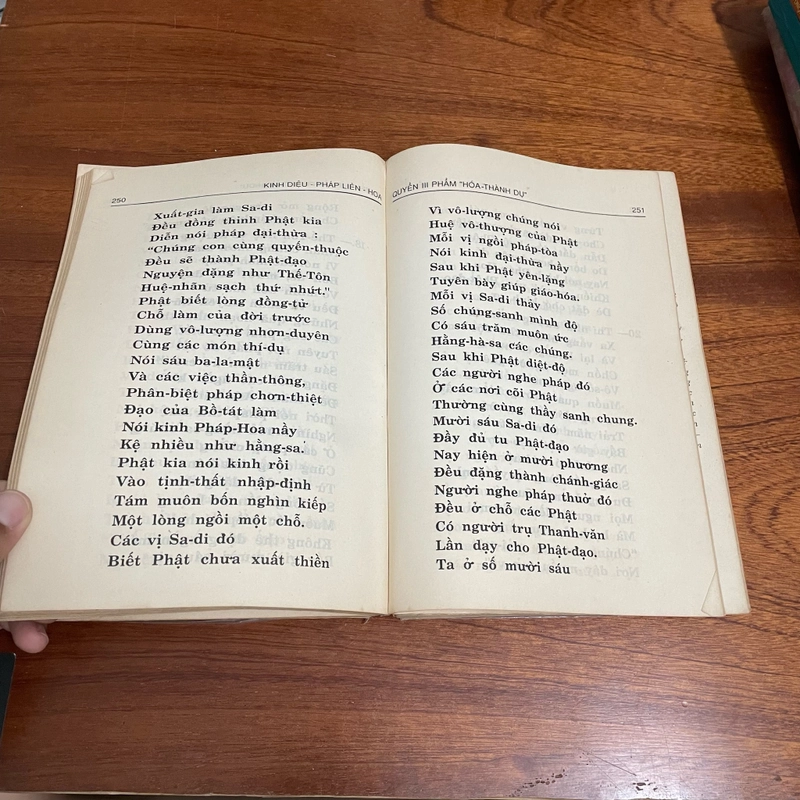 250
KINH DIỆU - PHÁP LIÊN - HOA
Xuất-gia làm Sa-di
Đều đồng thỉnh Phật kia
Diễn nói pháp đại-thừa :
"Chúng con cùng quyến-thuộc
Đều sẽ thành Phật-đạo
Nguyện đặng như Thế-Tôn
Huệ-nhãn sạch thứ nhứt."
Phật biết lòng đồng-tử
Chỗ làm của đời trước
Dùng vô-lượng nhơn-duyên
Cùng các món thí-dụ
Nói sáu ba-la-mật
Và các việc thần-thông,
Phân-biệt pháp chơn-thiệt
Đạo của Bồ-tát làm
Nói kinh Pháp-Hoa nầy
Kệ nhiều như hằng-sa.
Phật kia nói kinh rồi
Vào tịnh-thất nhập-định
Tám muôn bốn nghìn kiếp
Một lòng ngồi một chỗ.
Các vị Sa-di đó
Biết Phật chưa xuất thiền
QUYỂN III PHẨM "HÓA-THÀNH DỤ"
251
Vì vô-lượng chúng nói
Huệ vô-thượng của Phật
Mỗi vị ngồi pháp-tòa
Nói kinh đại-thừa nầy
Sau khi Phật yên-lặng
Tuyên bày giúp giáo-hóa.
Mỗi vị Sa-di thảy
Số chúng-sanh mình độ
Có sáu trăm muôn ức
Hằng-hà-sa các chúng.
Sau khi Phật diệt-độ
Các người nghe pháp đó
Ở các nơi cõi Phật
Thường cùng thầy sanh chung.
Mười sáu Sa-di đó
Đầy đủ tu Phật-đạo
Nay hiện ở mười phương
Đều đặng thành chánh-giác
Người nghe pháp thuở đó
Đều ở chỗ các Phật
Có người trụ Thanh-văn
Lần dạy cho Phật-đạo.
Ta ở số mười sáu